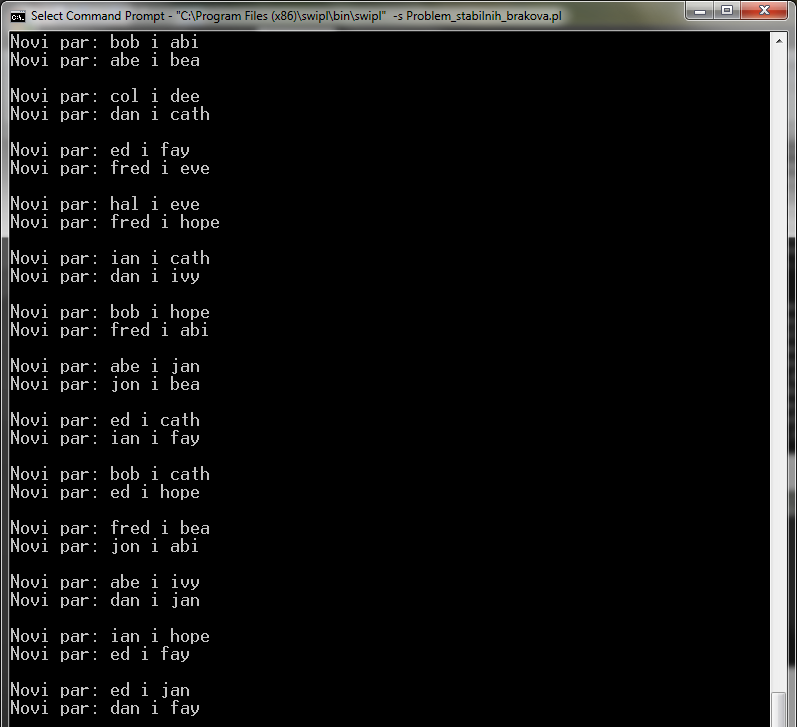 Select Command Prompt - "C:\Program Files (x86)\swipl\bin\swipl" -s Problem_stabilnih_brakova.pl
Novi par: bob i abi
Novi par: abe i bea
Novi par: col i dee
Novi par: dan i cath
Novi par: ed i fay
Novi par: fred i eve
Novi par: hal i eve
Novi par: fred i hope
Novi par: ian i cath
Novi par: dan i ivy
Novi par: bob i hope
Novi par: fred i abi
Novi par: abe i jan
Novi par: jon i bea
Novi par: ed i cath
Novi par: ian i fay
Novi par: bob i cath
Novi par: ed i hope
Novi par: fred i bea
Novi par: jon i abi
Novi par: abe i ivy
Novi par: dan i jan
Novi par: ian i hope
Novi par: ed i fay
Novi par: ed i jan
Novi par: dan i fay